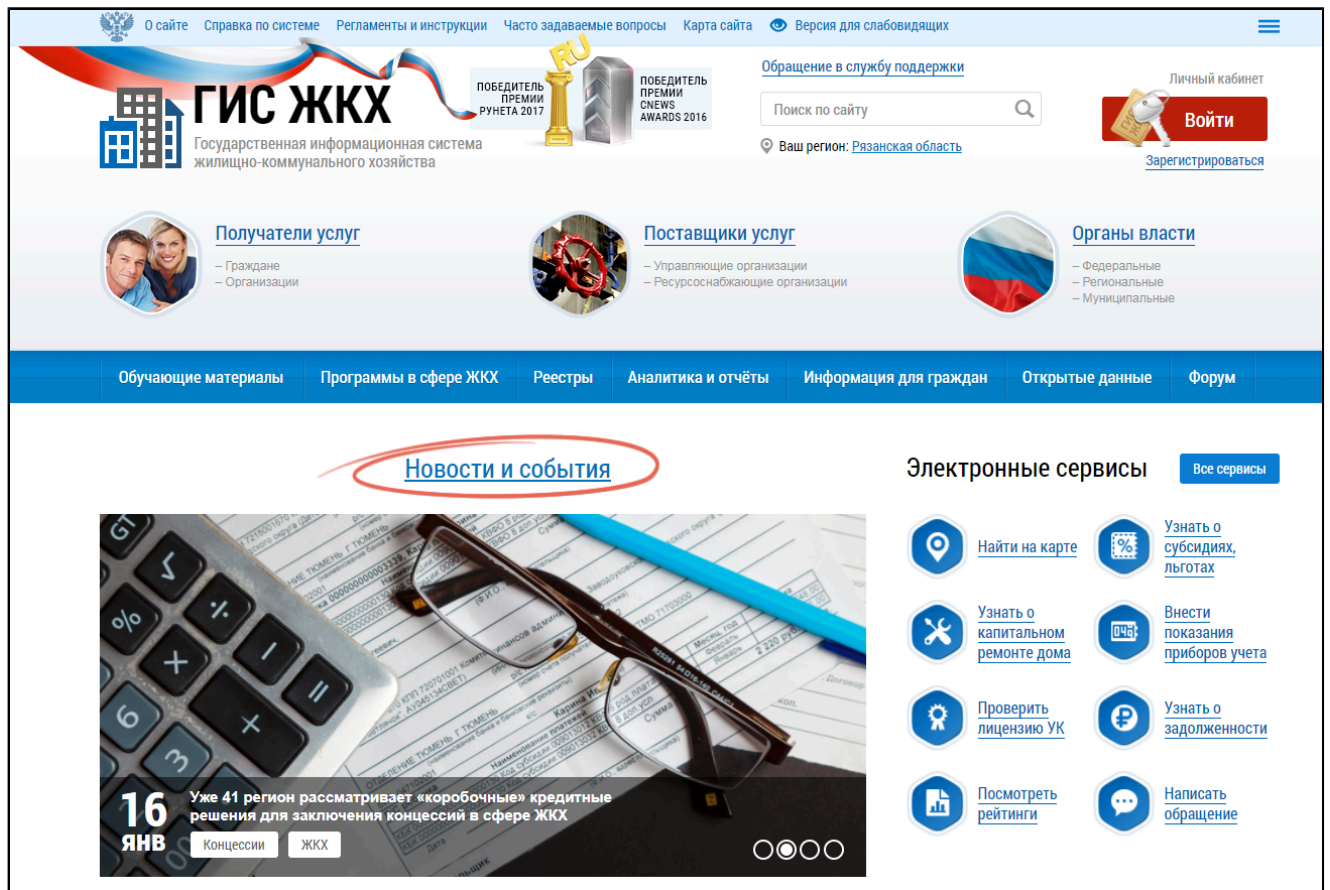 О сайте Справка по системе Регламенты и инструкции Часто задаваемые вопросы Карта сайта Версия для слабовидящих
ГИС ЖКХ
Государственная информационная система
жилищно-коммунального хозяйства
ПОБЕДИТЕЛЬ
ПРЕМИИ
РУНЕТА 2017
RU
ПОБЕДИТЕЛЬ
ПРЕМИИ
CNEWS
AWARDS 2016
Обращение в службу поддержки
Поиск по сайту
Ваш регион: Рязанская область
Личный кабинет
Войти
Зарегистрироваться
Получатели услуг
– Граждане
– Организации
Поставщики услуг
– Управляющие организации
– Ресурсоснабжающие организации
Органы власти
– Федеральные
– Региональные
– Муниципальные
Обучающие материалы Программы в сфере ЖКХ Реестры Аналитика и отчёты Информация для граждан Открытые данные Форум
Новости и события
16
ЯНВ
Уже 41 регион рассматривает «коробочные» кредитные
решения для заключения концессий в сфере ЖКХ
Концессии ЖКХ
Электронные сервисы
Все сервисы
Найти на карте
Узнать о
субсидиях,
льготах
Узнать о
капитальном
ремонте дома
Внести
показания
приборов учета
Проверить
лицензию УК
Узнать о
задолженности
Посмотреть
рейтинги
Написать
обращение